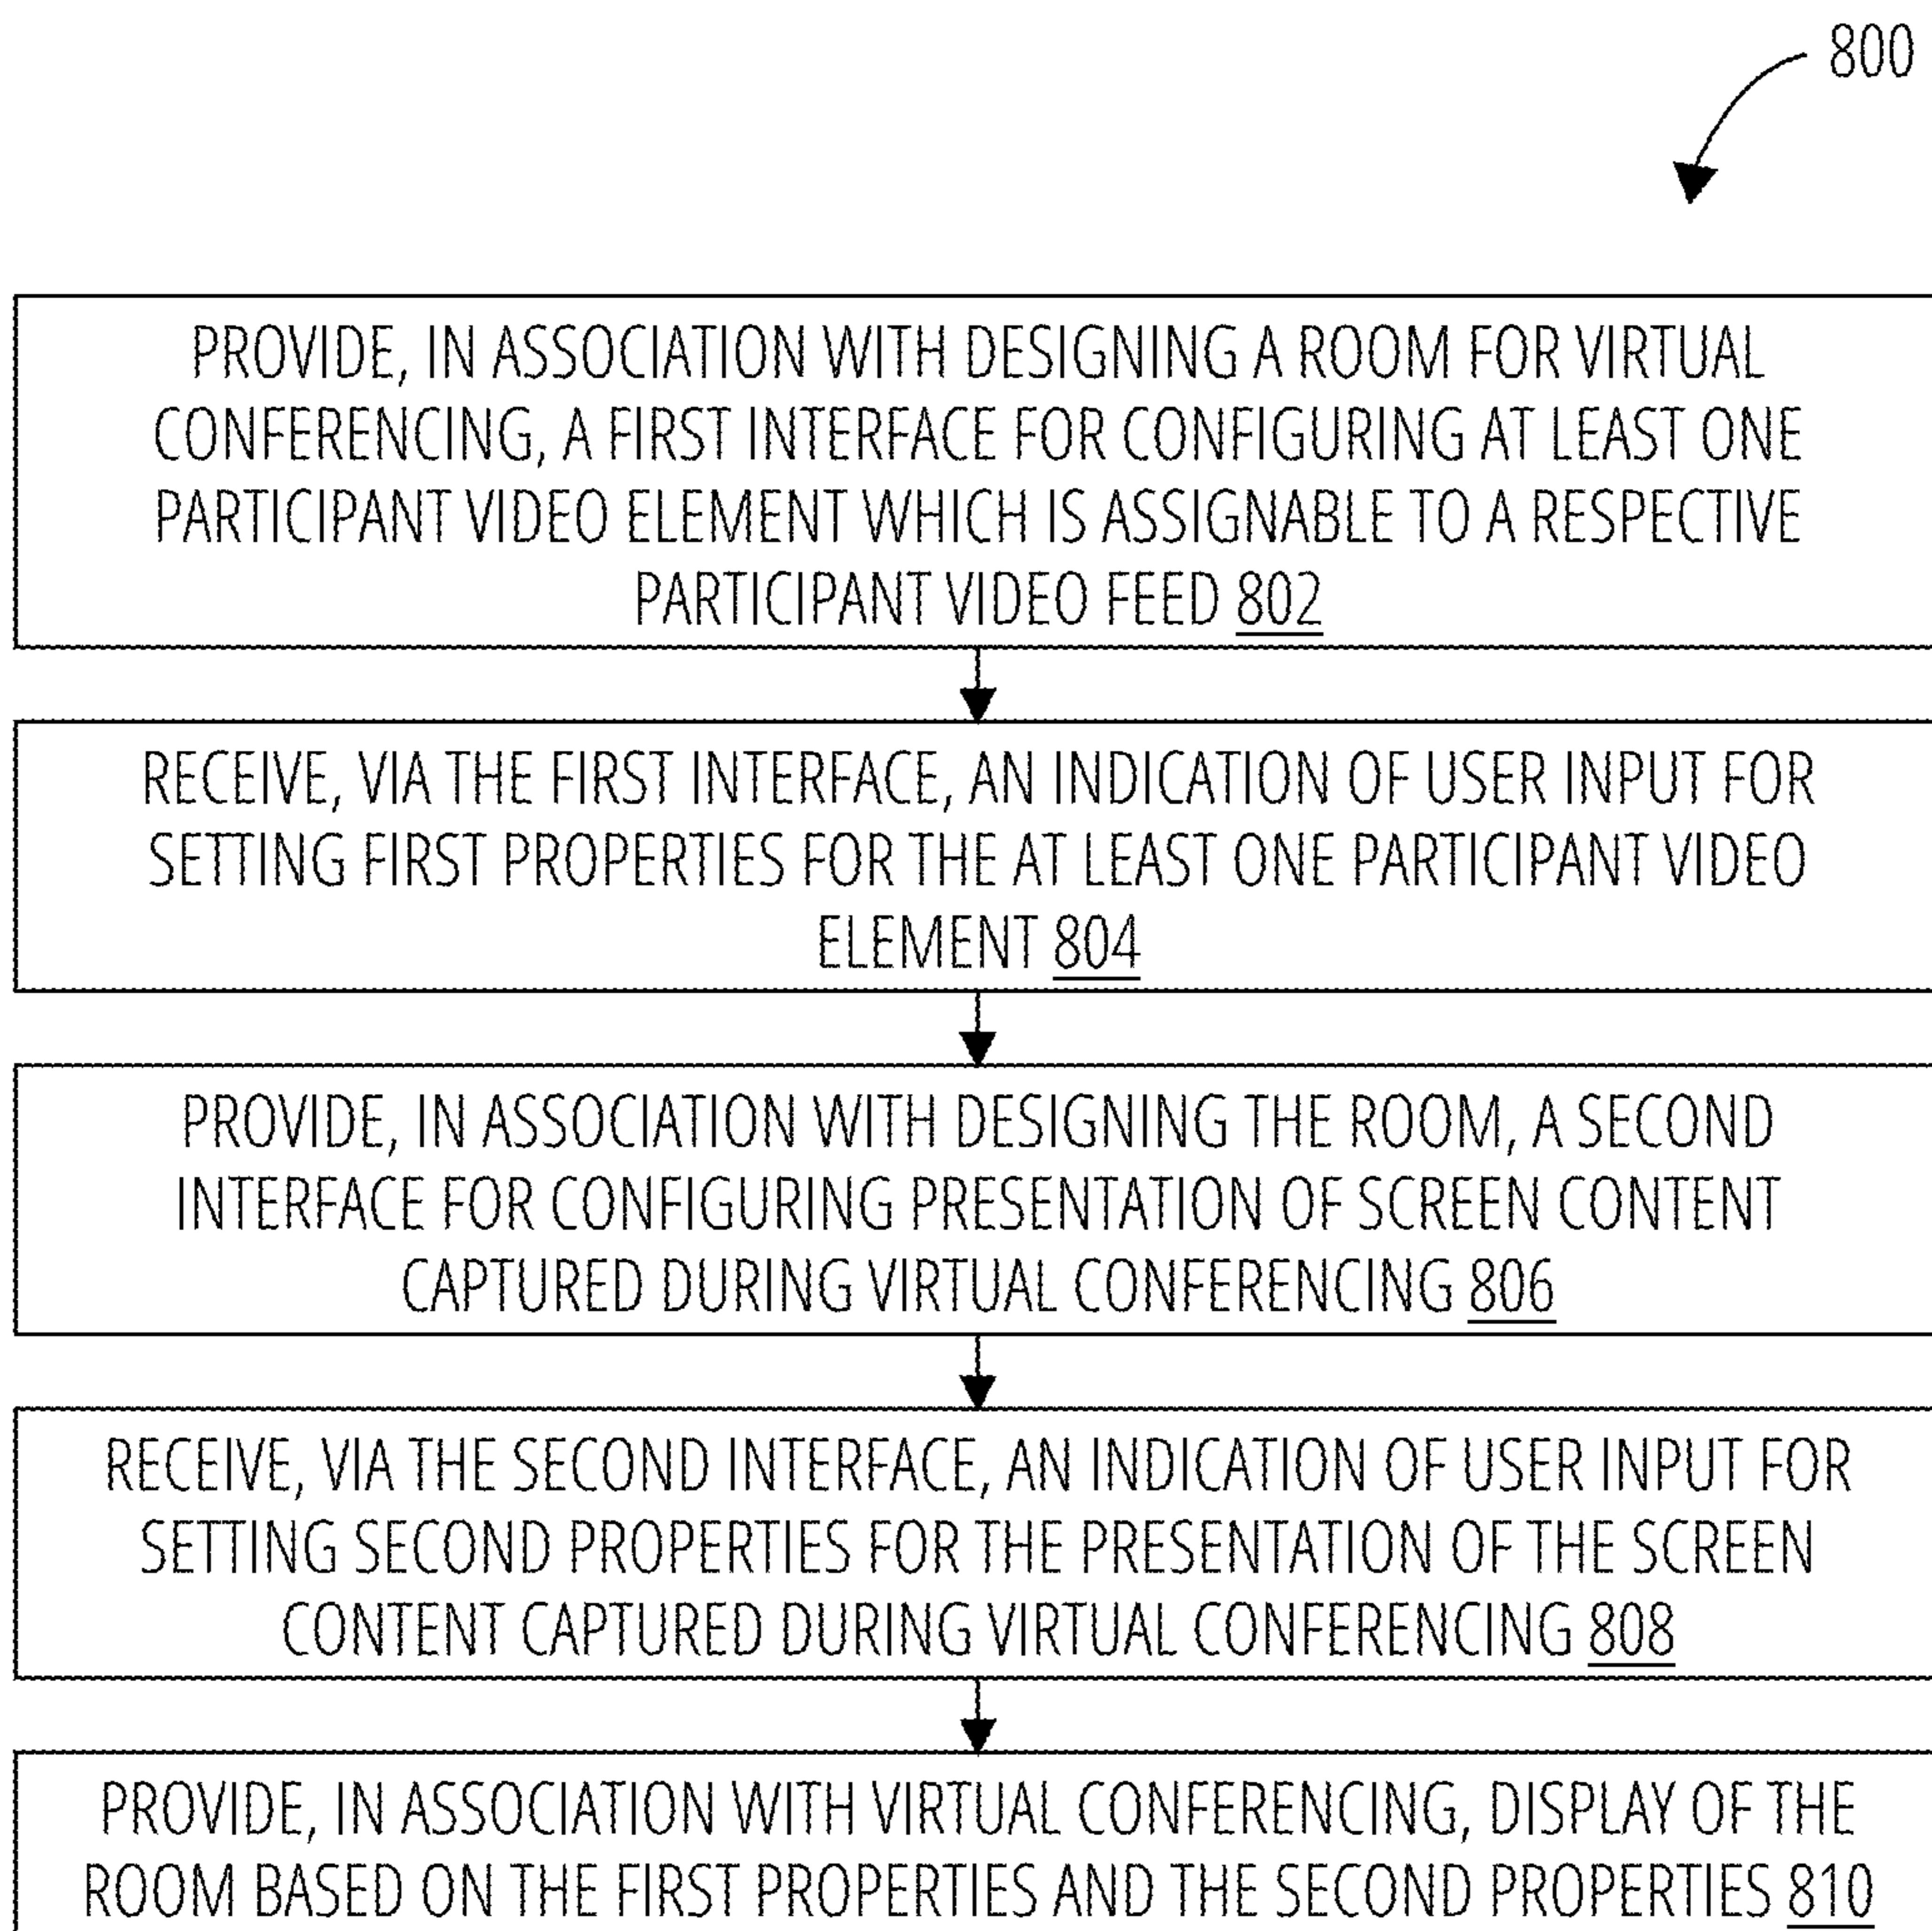 800
PROVIDE, IN ASSOCIATION WITH DESIGNING A ROOM FOR VIRTUAL
CONFERENCING, A FIRST INTERFACE FOR CONFIGURING AT LEAST ONE
PARTICIPANT VIDEO ELEMENT WHICH IS ASSIGNABLE TO A RESPECTIVE
PARTICIPANT VIDEO FEED 802
RECEIVE, VIA THE FIRST INTERFACE, AN INDICATION OF USER INPUT FOR
SETTING FIRST PROPERTIES FOR THE AT LEAST ONE PARTICIPANT VIDEO
ELEMENT 804
PROVIDE, IN ASSOCIATION WITH DESIGNING THE ROOM, A SECOND
INTERFACE FOR CONFIGURING PRESENTATION OF SCREEN CONTENT
CAPTURED DURING VIRTUAL CONFERENCING 806
RECEIVE, VIA THE SECOND INTERFACE, AN INDICATION OF USER INPUT FOR
SETTING SECOND PROPERTIES FOR THE PRESENTATION OF THE SCREEN
CONTENT CAPTURED DURING VIRTUAL CONFERENCING 808
PROVIDE, IN ASSOCIATION WITH VIRTUAL CONFERENCING, DISPLAY OF THE
ROOM BASED ON THE FIRST PROPERTIES AND THE SECOND PROPERTIES 810